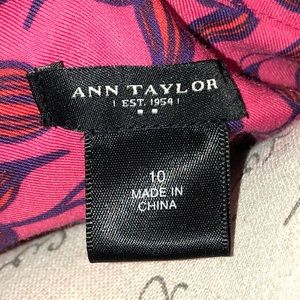 ANN TAYLOR
EST. 1954
10
MADE IN
CHINA